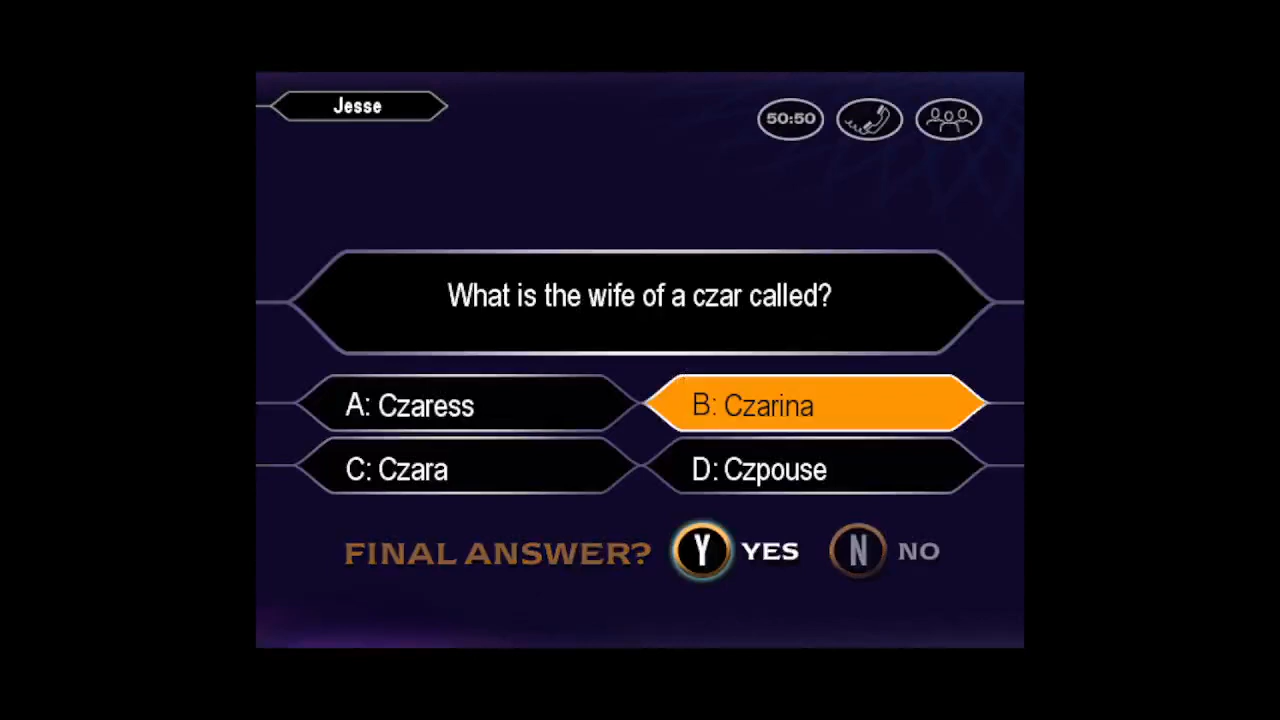 Jesse
50:50
What is the wife of a czar called?
A: Czaress
B: Czarina
C: Czara
D: Czpouse
FINAL ANSWER? Y YES N NO